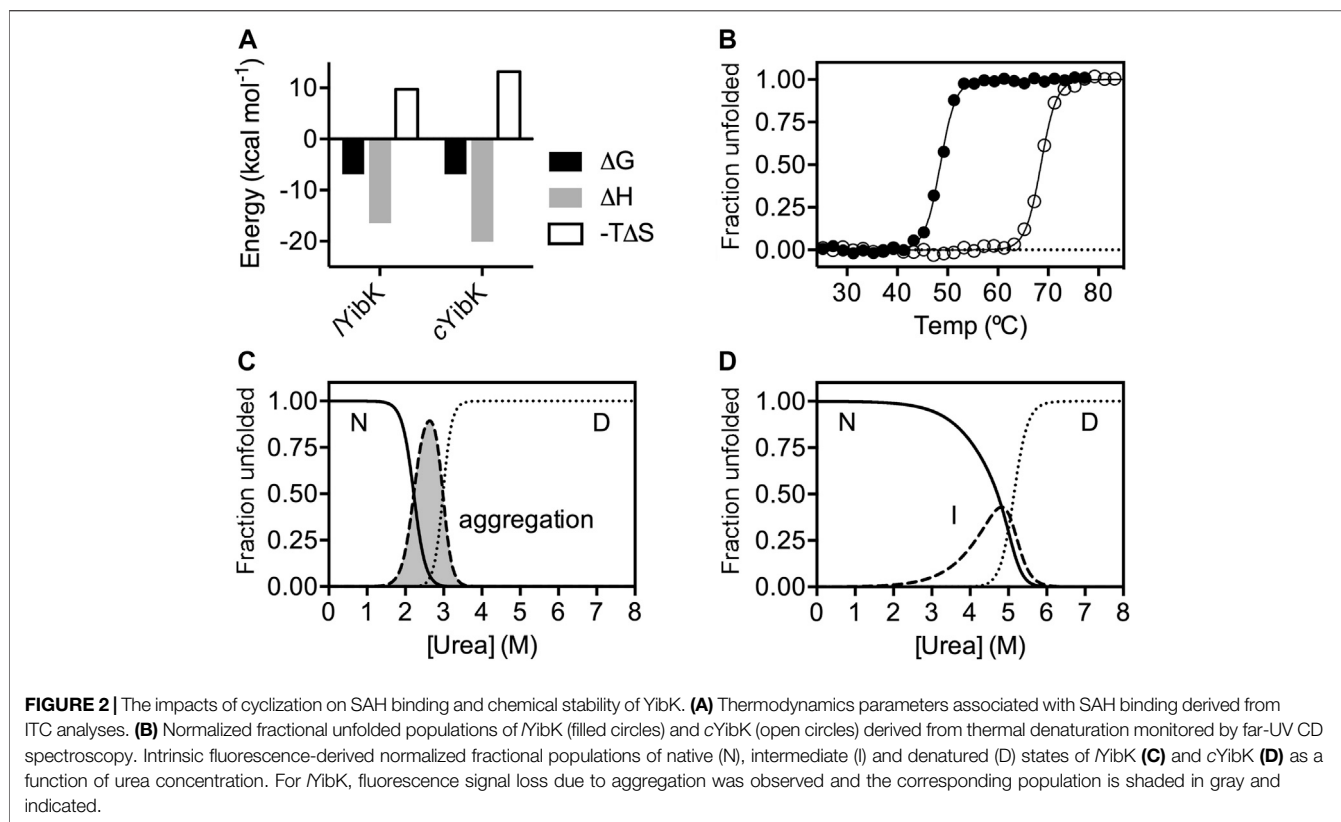 A
Energy (kcal mol⁻¹)
10
0
-10
-20
lYibK
cYibK
ΔG
ΔH
-TΔS
B
Fraction unfolded
1.00
0.75
0.50
0.25
0.00
30 40 50 60 70 80
Temp (ºC)
C
Fraction unfolded
1.00
0.75
0.50
0.25
0.00
N
D
aggregation
0 1 2 3 4 5 6 7 8
[Urea] (M)
D
Fraction unfolded
1.00
0.75
0.50
0.25
0.00
N
I
D
0 1 2 3 4 5 6 7 8
[Urea] (M)
FIGURE 2 | The impacts of cyclization on SAH binding and chemical stability of YibK. (A) Thermodynamics parameters associated with SAH binding derived from
ITC analyses. (B) Normalized fractional unfolded populations of lYibK (filled circles) and cYibK (open circles) derived from thermal denaturation monitored by far-UV CD
spectroscopy. Intrinsic fluorescence-derived normalized fractional populations of native (N), intermediate (I) and denatured (D) states of lYibK (C) and cYibK (D) as a
function of urea concentration. For lYibK, fluorescence signal loss due to aggregation was observed and the corresponding population is shaded in gray and
indicated.